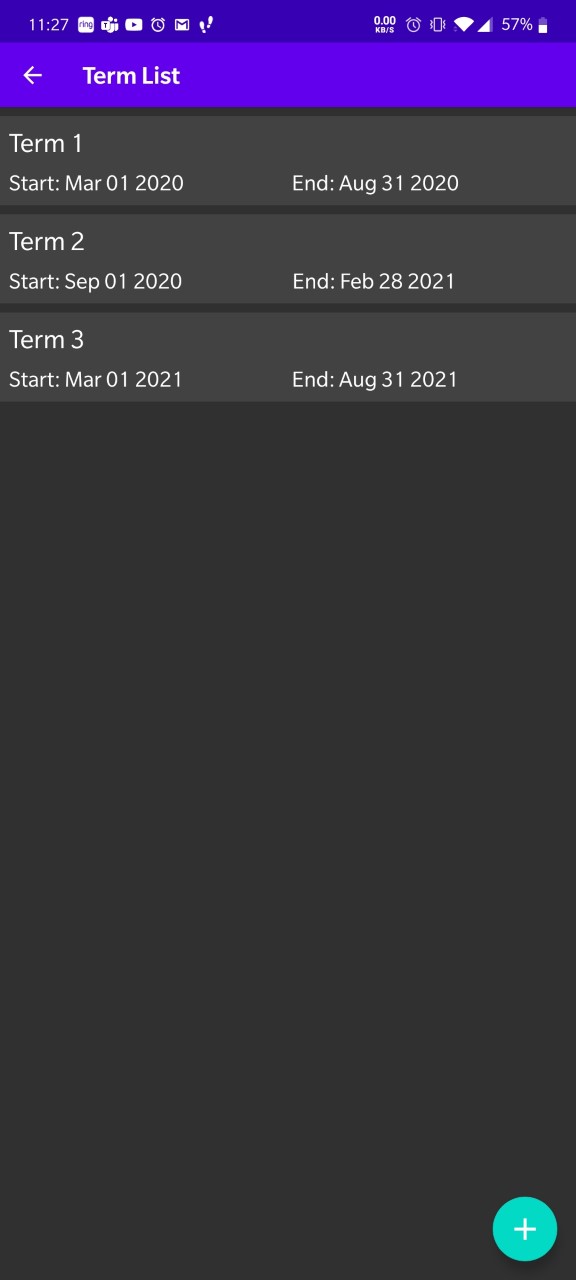 11:27 ring 0.00 KB/S 57%
Term List
Term 1
Start: Mar 01 2020 End: Aug 31 2020
Term 2
Start: Sep 01 2020 End: Feb 28 2021
Term 3
Start: Mar 01 2021 End: Aug 31 2021